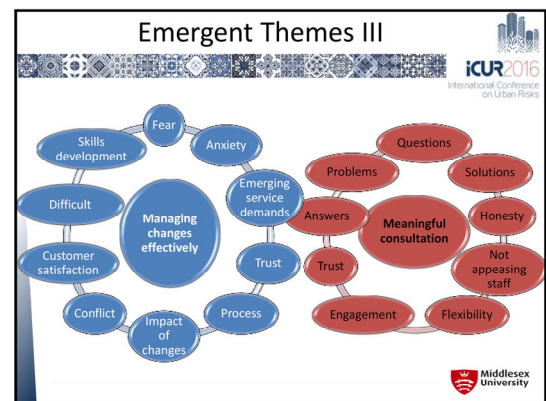 Emergent Themes III
iCUR2016
International Conference
on Urban Risks
Fear
Anxiety
Emerging
service
demands
Trust
Process
Impact
of
changes
Conflict
Customer
satisfaction
Difficult
Skills
development
Managing
changes
effectively
Questions
Solutions
Honesty
Not
appeasing
staff
Flexibility
Engagement
Trust
Answers
Problems
Meaningful
consultation
Middlesex
University